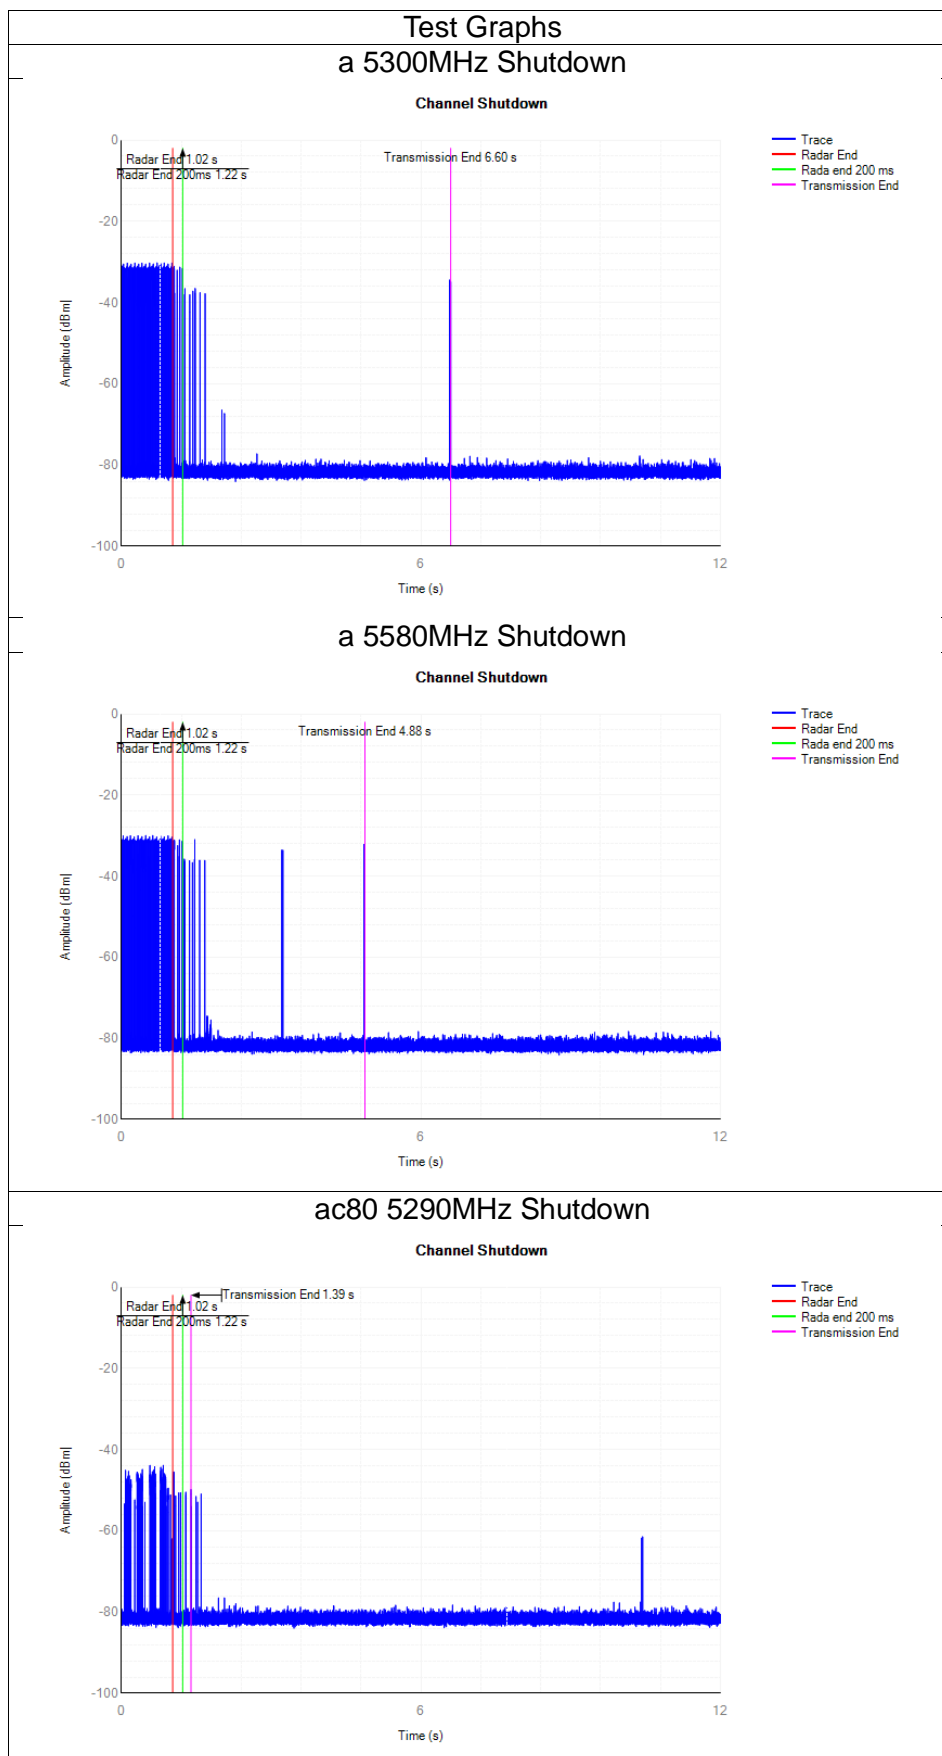 Test Graphs
a 5300MHz Shutdown
Channel Shutdown
Radar End 1.02 s
Radar End 200ms 1.22 s
Transmission End 6.60 s
Trace
Radar End
Rada end 200 ms
Transmission End
0
-20
-40
-60
-80
-100
Amplitude [dBm]
0 6 12
Time (s)
a 5580MHz Shutdown
Channel Shutdown
Radar End 1.02 s
Radar End 200ms 1.22 s
Transmission End 4.88 s
Trace
Radar End
Rada end 200 ms
Transmission End
0
-20
-40
-60
-80
-100
Amplitude [dBm]
0 6 12
Time (s)
ac80 5290MHz Shutdown
Channel Shutdown
Radar End 1.02 s
Radar End 200ms 1.22 s
Transmission End 1.39 s
Trace
Radar End
Rada end 200 ms
Transmission End
0
-20
-40
-60
-80
-100
Amplitude [dBm]
0 6 12
Time (s)